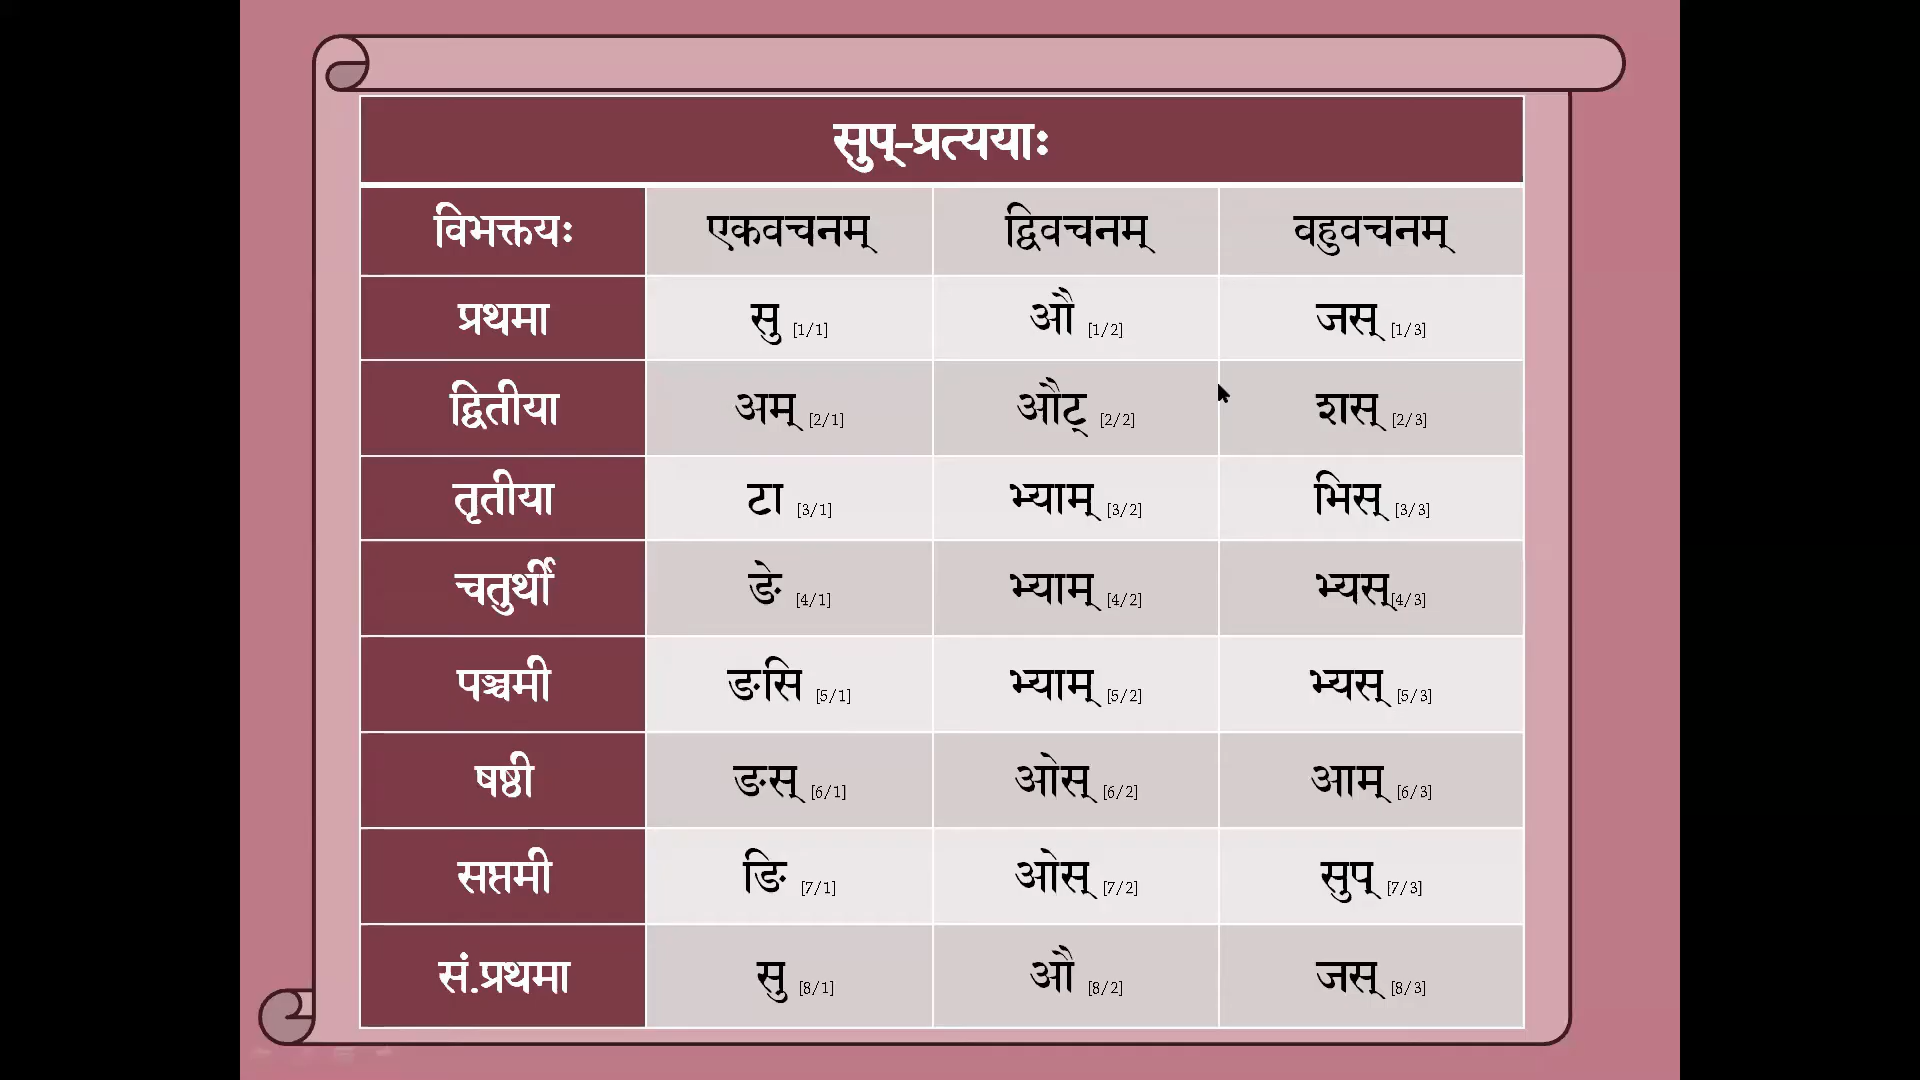 सुप्-प्रत्ययाः
विभक्तयः एकवचनम् द्विवचनम् वहुवचनम्
प्रथमा सु [1/1] औ [1/2] जस् [1/3]
द्वितीया अम् [2/1] औट् [2/2] शस् [2/3]
तृतीया टा [3/1] भ्याम् [3/2] भिस् [3/3]
चतुर्थी ङे [4/1] भ्याम् [4/2] भ्यस्[4/3]
पञ्चमी ङसि [5/1] भ्याम् [5/2] भ्यस् [5/3]
षष्ठी ङस् [6/1] ओस् [6/2] आम् [6/3]
सप्तमी ङि [7/1] ओस् [7/2] सुप् [7/3]
सं.प्रथमा सु [8/1] औ [8/2] जस् [8/3]